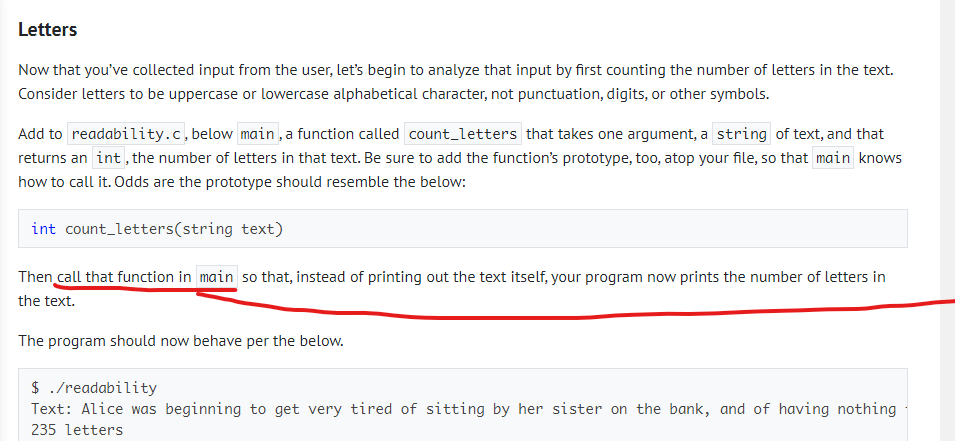 Letters
Now that you’ve collected input from the user, let’s begin to analyze that input by first counting the number of letters in the text.
Consider letters to be uppercase or lowercase alphabetical character, not punctuation, digits, or other symbols.
Add to readability.c, below main, a function called count_letters that takes one argument, a string of text, and that
returns an int, the number of letters in that text. Be sure to add the function’s prototype, too, atop your file, so that main knows
how to call it. Odds are the prototype should resemble the below:
int count_letters(string text)
Then call that function in main so that, instead of printing out the text itself, your program now prints the number of letters in
the text.
The program should now behave per the below.
$ ./readability
Text: Alice was beginning to get very tired of sitting by her sister on the bank, and of having nothing
235 letters